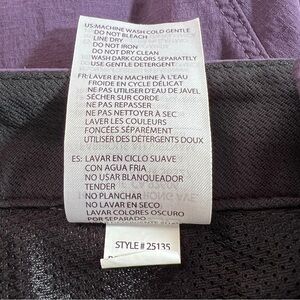 US:MACHINE WASH COLD GENTLE
DO NOT BLEACH
LINE DRY
DO NOT IRON
DO NOT DRY CLEAN
WASH DARK COLORS SEPARATELY
USE GENTLE DETERGENT
FR:LAVER EN MACHINE À L'EAU
FROIDE EN CYCLE DÉLICAT
NE PAS UTILISER D'EAU DE JAVEL
SÉCHER SUR CORDE
NE PAS REPASSER
NE PAS NETTOYER À SEC
LAVER LES COULEURS
FONCÉES SÉPARÉMENT
UTILISER DES DÉTERGENTS DOUX
ES: LAVAR EN CICLO SUAVE
CON AGUA FRIA
NO USAR BLANQUEADOR
TENDER
NO PLANCHAR
NO LAVAR EN SECO
LAVAR COLORES OSCURO
POR SEPARADO
STYLE # 25135